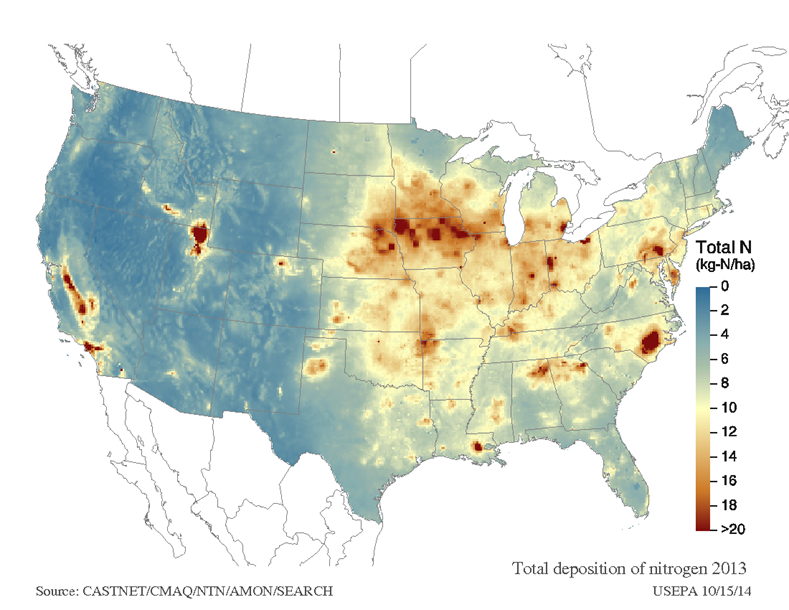 Total N
(kg-N/ha)
0
2
4
6
8
10
12
14
16
18
>20
Total deposition of nitrogen 2013
Source: CASTNET/CMAQ/NTN/AMON/SEARCH
USEPA 10/15/14